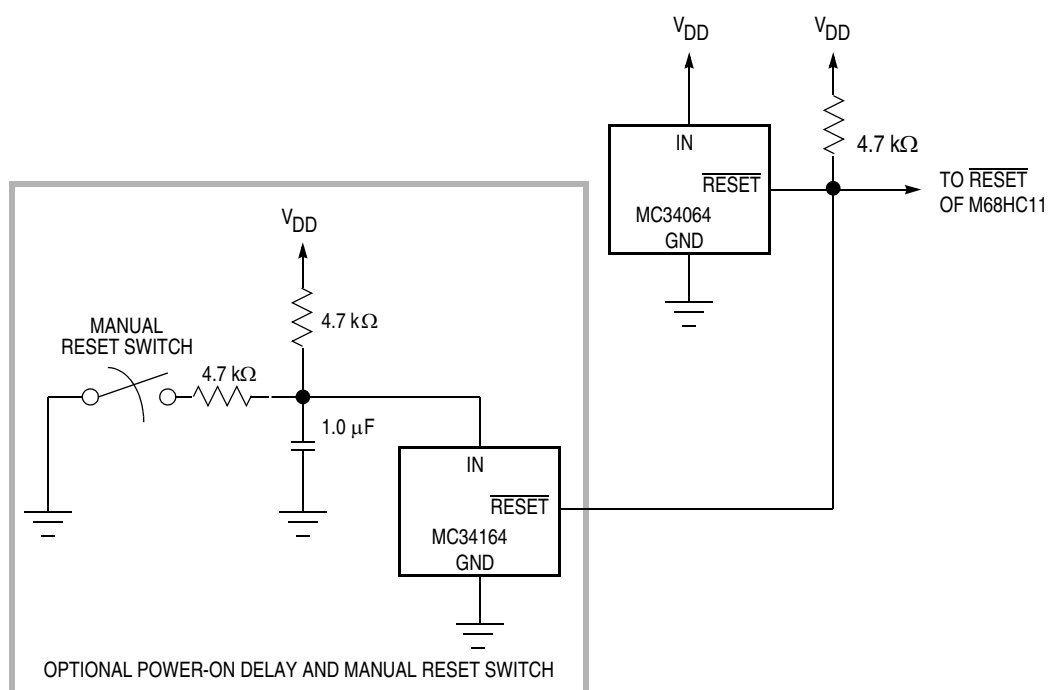 VDD
VDD
IN
4.7 kΩ
RESET
TO RESET
OF M68HC11
MC34064
GND
VDD
4.7 kΩ
MANUAL
RESET SWITCH
4.7 kΩ
1.0 µF
IN
RESET
MC34164
GND
OPTIONAL POWER-ON DELAY AND MANUAL RESET SWITCH